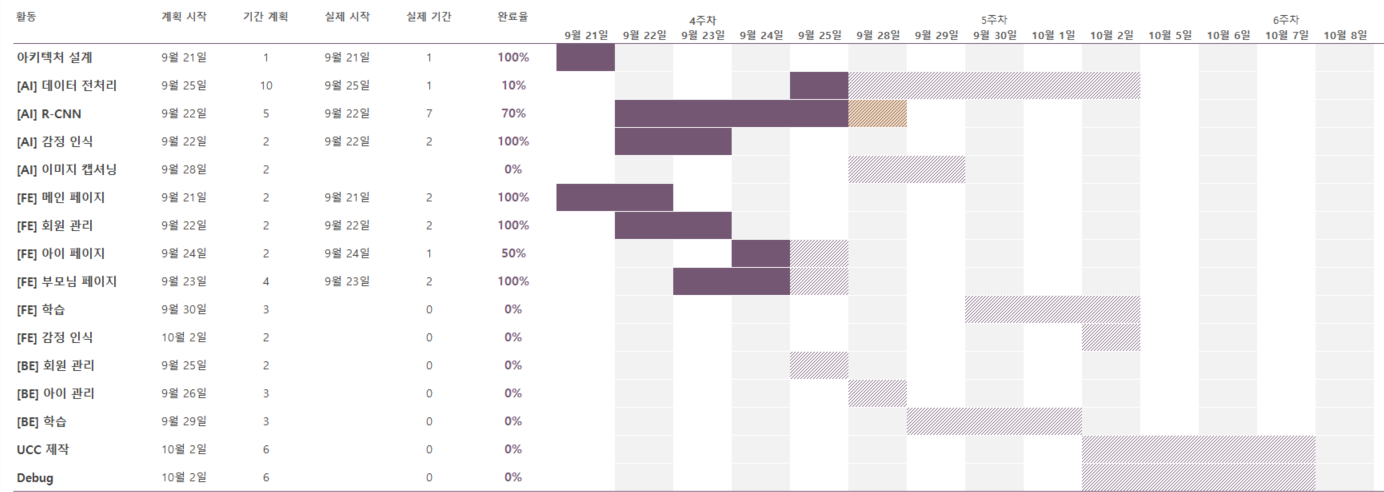 활동 계획 시작 기간 계획 실제 시작 실제 기간 완료율 4주차 5주차 6주차
9월 21일 9월 22일 9월 23일 9월 24일 9월 25일 9월 28일 9월 29일 9월 30일 10월 1일 10월 2일 10월 5일 10월 6일 10월 7일 10월 8일
아키텍처 설계 9월 21일 1 9월 21일 1 100%
[AI] 데이터 전처리 9월 25일 10 9월 25일 1 10%
[AI] R-CNN 9월 22일 5 9월 22일 7 70%
[AI] 감정 인식 9월 22일 2 9월 22일 2 100%
[AI] 이미지 캡셔닝 9월 28일 2 0%
[FE] 메인 페이지 9월 21일 2 9월 21일 2 100%
[FE] 회원 관리 9월 22일 2 9월 22일 2 100%
[FE] 아이 페이지 9월 24일 2 9월 24일 1 50%
[FE] 부모님 페이지 9월 23일 4 9월 23일 2 100%
[FE] 학습 9월 30일 3 0 0%
[FE] 감정 인식 10월 2일 2 0 0%
[BE] 회원 관리 9월 25일 2 0 0%
[BE] 아이 관리 9월 26일 3 0 0%
[BE] 학습 9월 29일 3 0 0%
UCC 제작 10월 2일 6 0 0%
Debug 10월 2일 6 0 0%